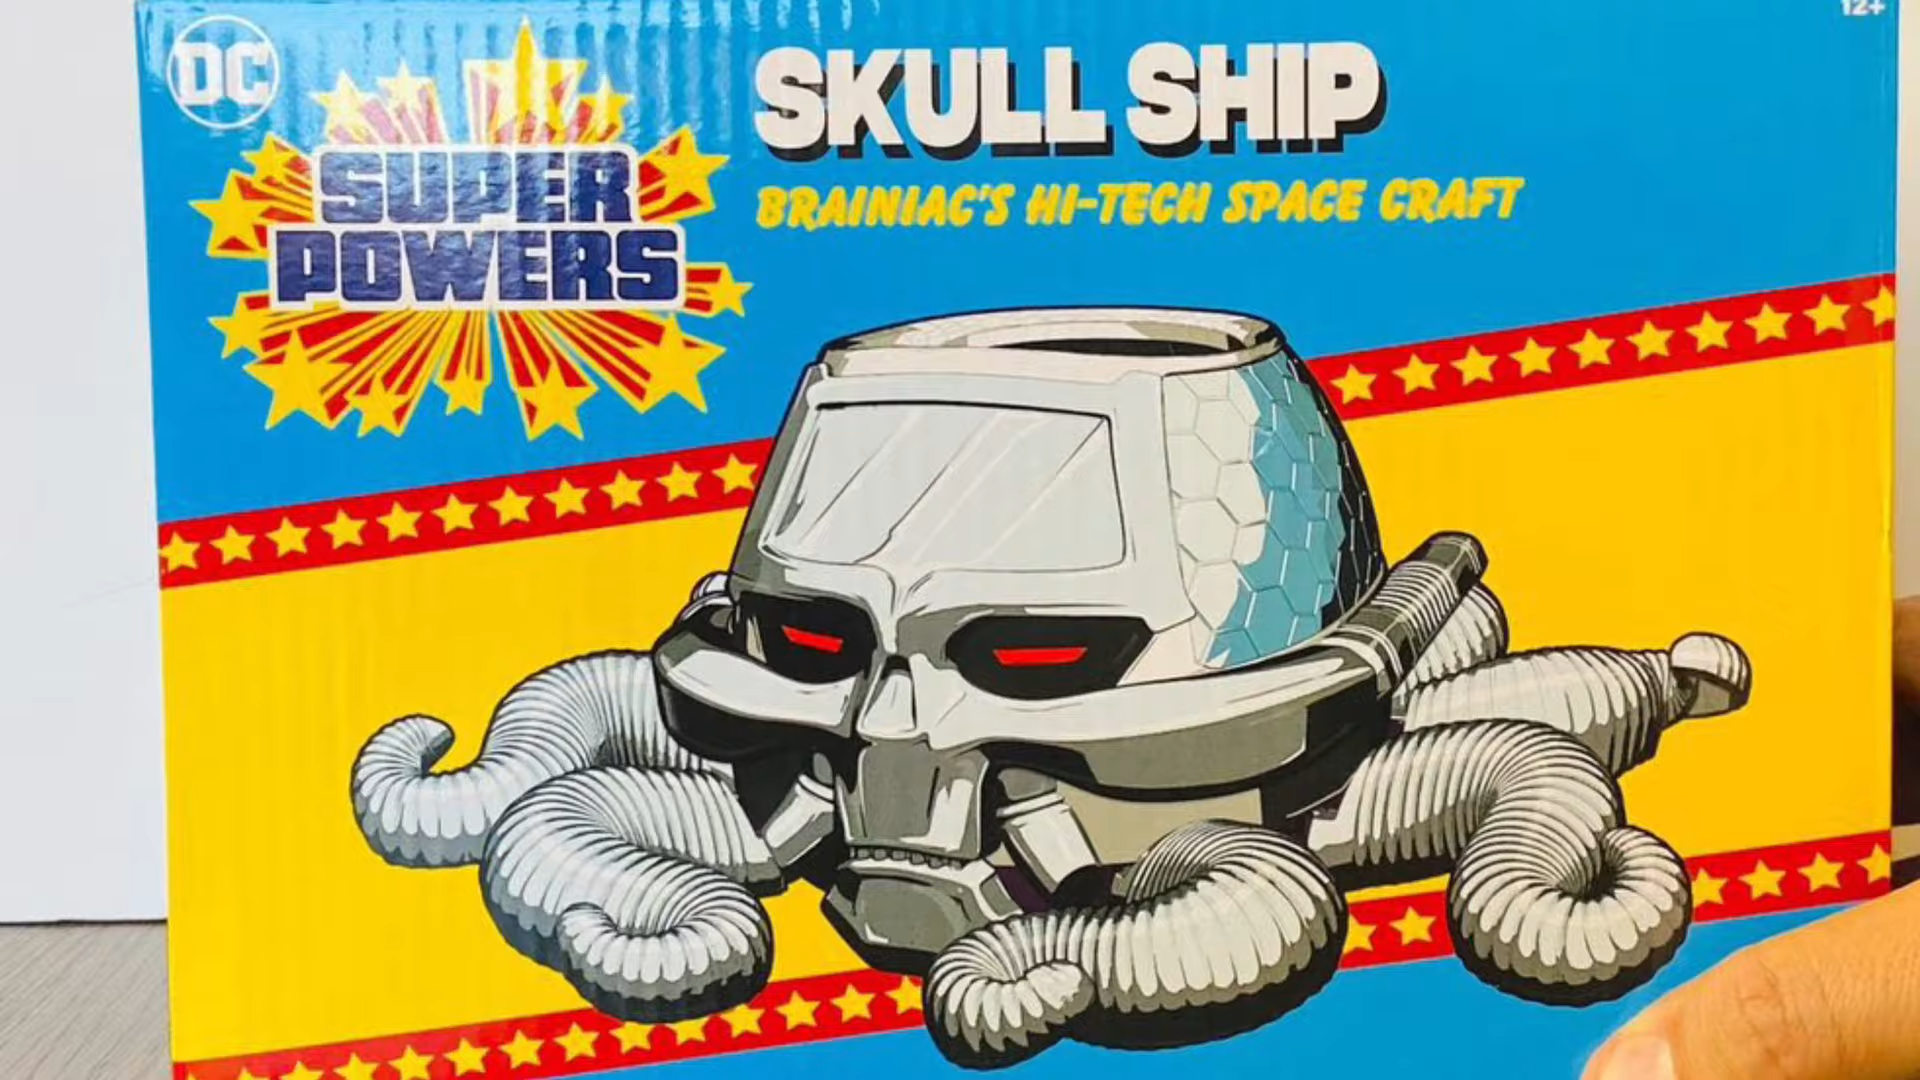 DC
SUPER
POWERS
SKULL SHIP
BRAINIAC'S HI-TECH SPACE CRAFT
12+